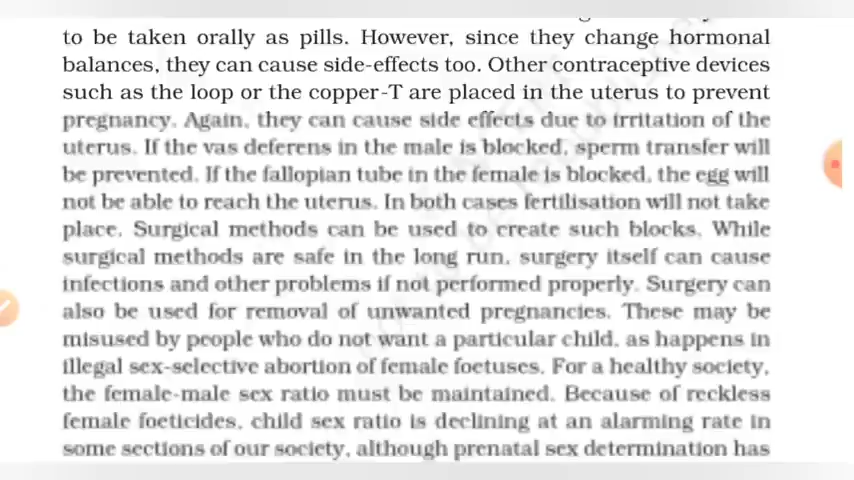 to be taken orally as pills. However, since they change hormonal
balances, they can cause side-effects too. Other contraceptive devices
such as the loop or the copper-T are placed in the uterus to prevent
pregnancy. Again, they can cause side effects due to irritation of the
uterus. If the vas deferens in the male is blocked, sperm transfer will
be prevented. If the fallopian tube in the female is blocked, the egg will
not be able to reach the uterus. In both cases fertilisation will not take
place. Surgical methods can be used to create such blocks. While
surgical methods are safe in the long run, surgery itself can cause
infections and other problems if not performed properly. Surgery can
also be used for removal of unwanted pregnancies. These may be
misused by people who do not want a particular child, as happens in
illegal sex-selective abortion of female foetuses. For a healthy society,
the female-male sex ratio must be maintained. Because of reckless
female foeticides, child sex ratio is declining at an alarming rate in
some sections of our society, although prenatal sex determination has